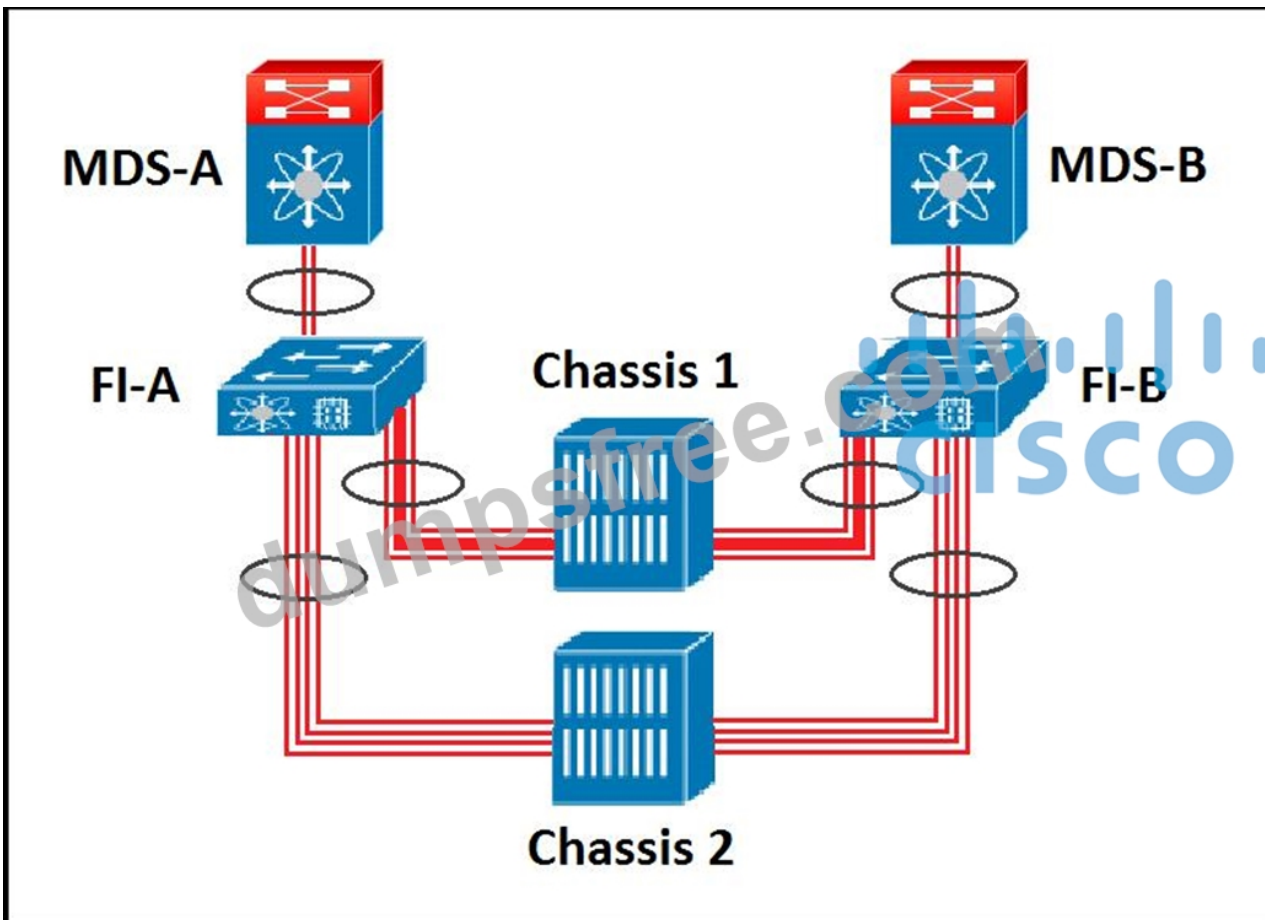 MDS-A
MDS-B
FI-A
Chassis 1
FI-B
CISCO
dumpsfree.com
Chassis 2